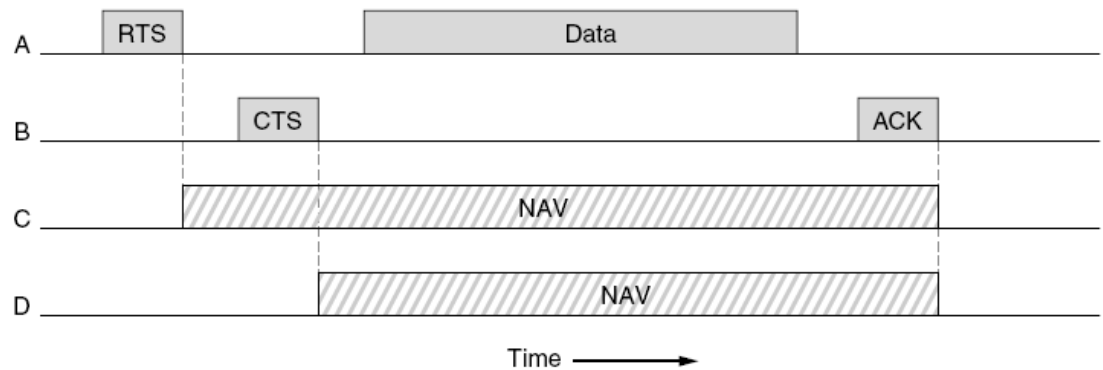 A RTS Data
B CTS ACK
C NAV
D NAV
Time